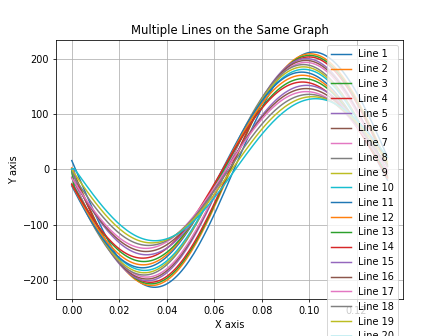 Multiple Lines on the Same Graph
Y axis
200
100
0
−100
−200
0.00
0.02
0.04
0.06
0.08
0.10
X axis
Line 1
Line 2
Line 3
Line 4
Line 5
Line 6
Line 7
Line 8
Line 9
Line 10
Line 11
Line 12
Line 13
Line 14
Line 15
Line 16
Line 17
Line 18
Line 19
Line 20